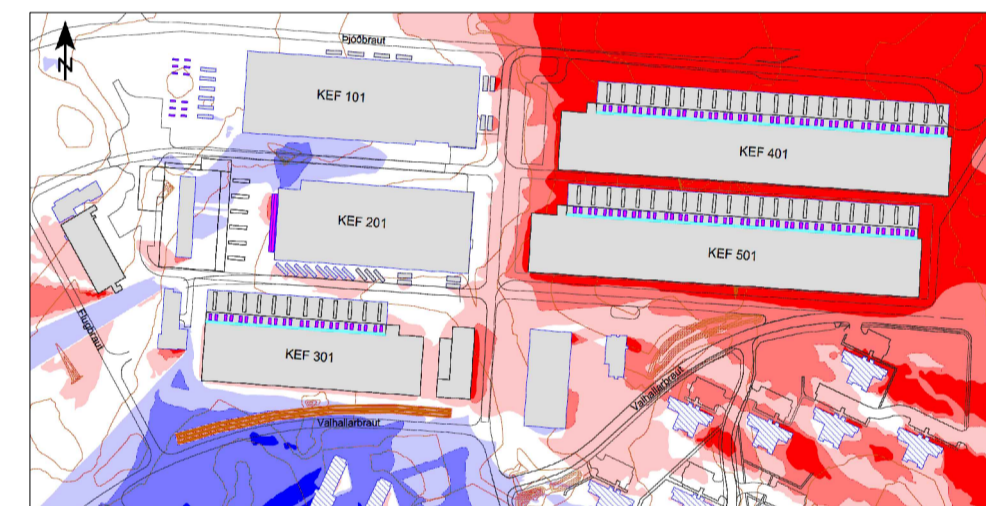 Þjóðbraut
N
KEF 101
KEF 401
KEF 201
KEF 501
Flugbraut
KEF 301
Valhallarbraut
Valhallarbraut